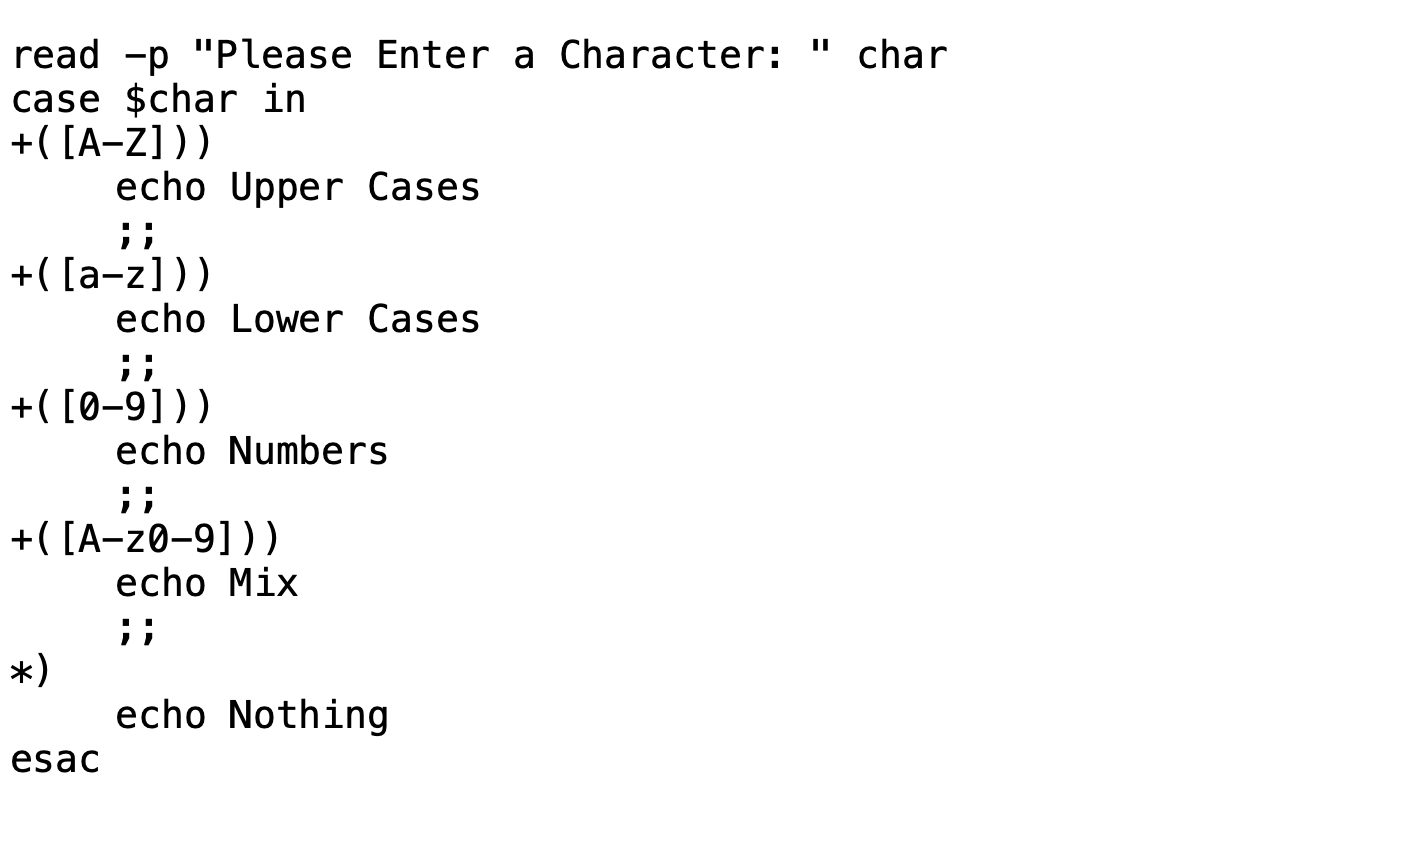 read -p "Please Enter a Character: " char
case $char in
+([A-Z]))
     echo Upper Cases
     ;;
+([a-z]))
     echo Lower Cases
     ;;
+([0-9]))
     echo Numbers
     ;;
+([A-z0-9]))
     echo Mix
     ;;
*)
     echo Nothing
esac